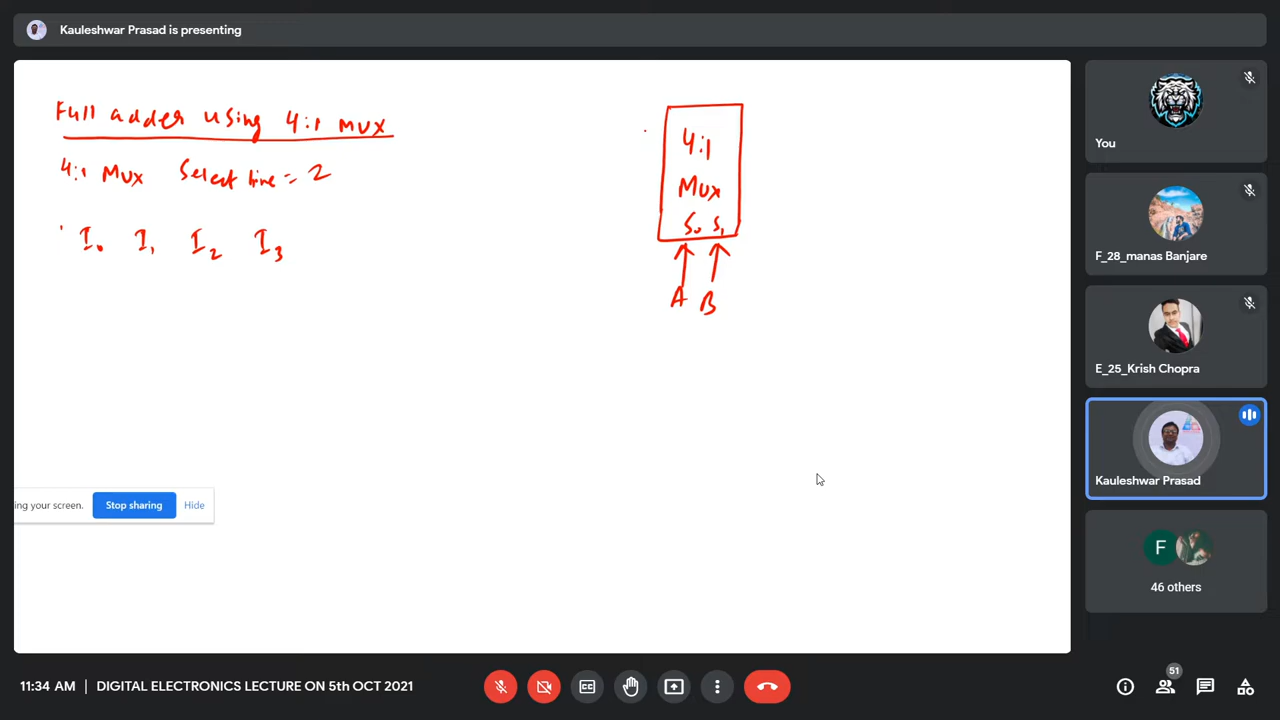 Kauleshwar Prasad is presenting
Full adder using 4:1 MUX
4:1 Mux Select line = 2
I₀ I₁ I₂ I₃
4:1
Mux
S₀ S₁
A B
ing your screen. Stop sharing Hide
You
F_28_manas Banjare
E_25_Krish Chopra
Kauleshwar Prasad
F
46 others
11:34 AM | DIGITAL ELECTRONICS LECTURE ON 5th OCT 2021
CC
51